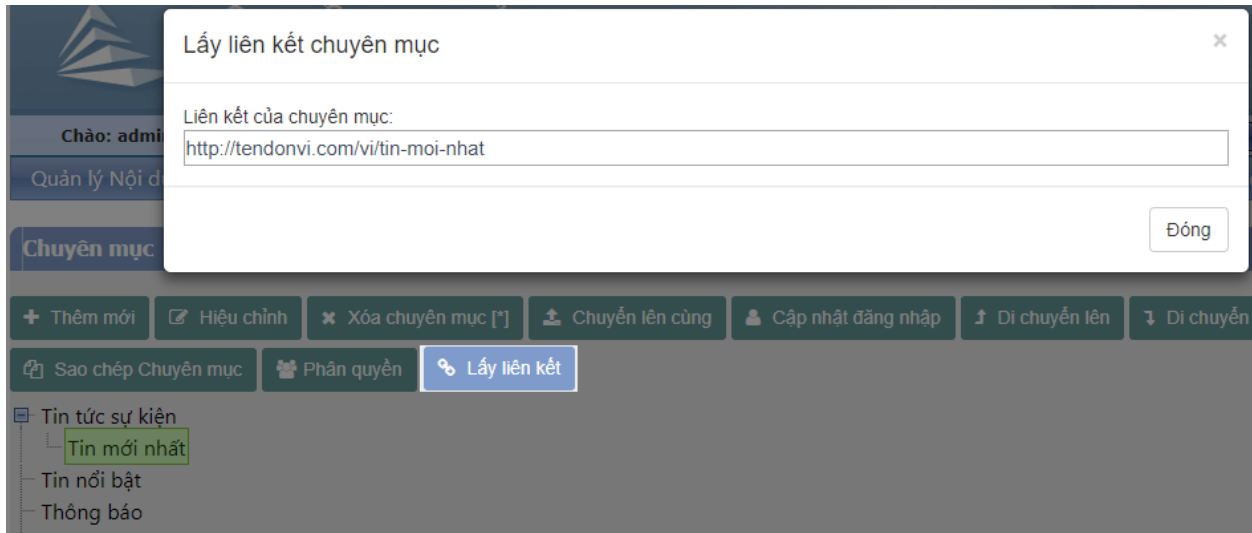 Lấy liên kết chuyên mục
×
Liên kết của chuyên mục:
http://tendonvi.com/vi/tin-moi-nhat
Đóng
Chào: admi
Quản lý Nội d
Chuyên mục
Thêm mới Hiệu chỉnh Xóa chuyên mục [*] Chuyển lên cùng Cập nhật đăng nhập Di chuyển lên Di chuyển
Sao chép Chuyên mục Phân quyền Lấy liên kết
Tin tức sự kiện
Tin mới nhất
Tin nổi bật
Thông báo